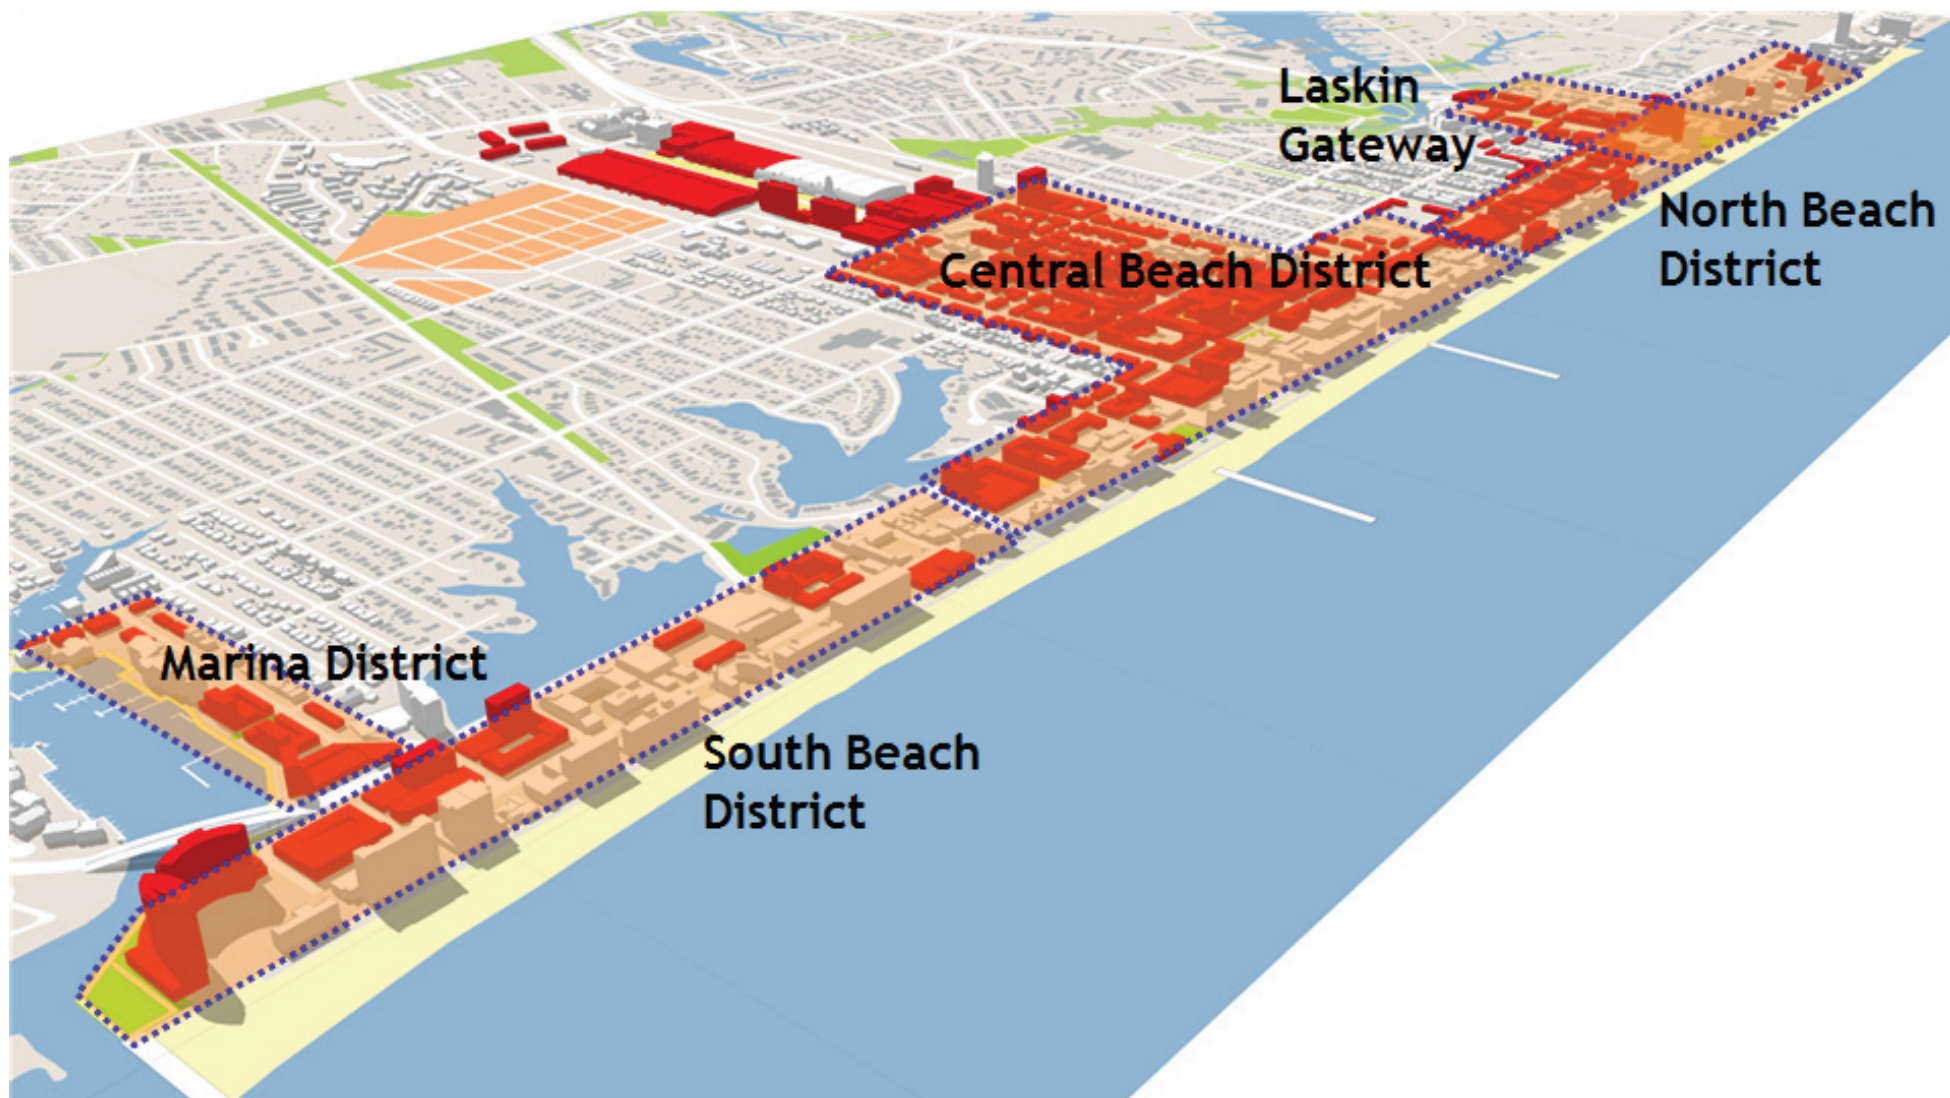 Laskin
Gateway
North Beach
District
Central Beach District
Marina District
South Beach
District